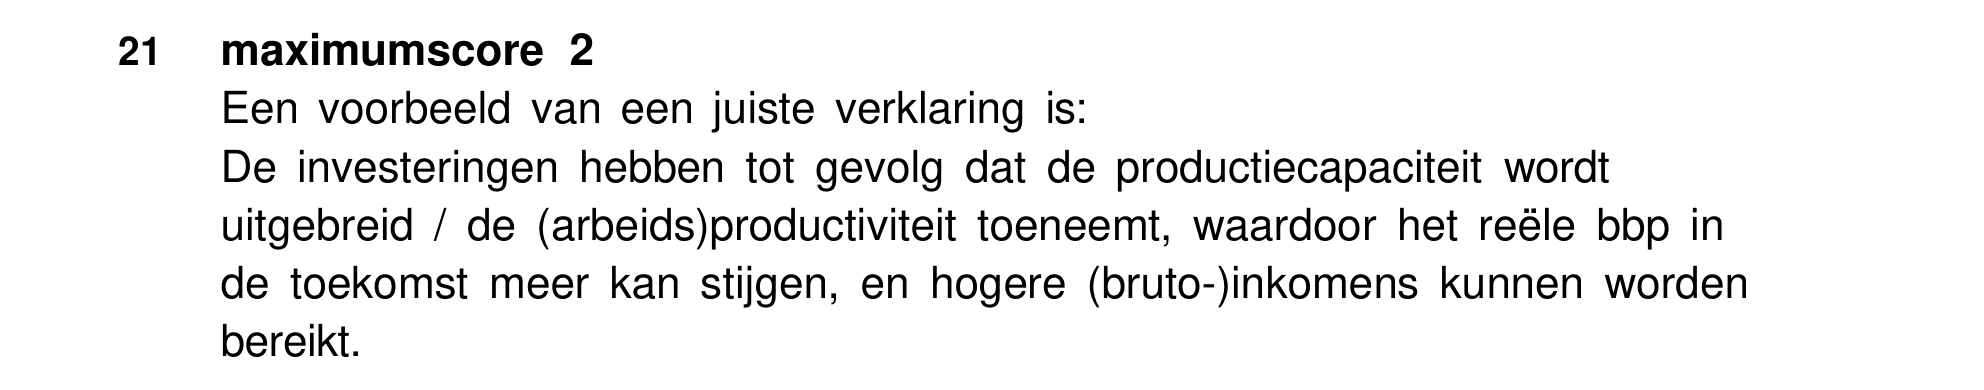 21 maximumscore 2
Een voorbeeld van een juiste verklaring is:
De investeringen hebben tot gevolg dat de productiecapaciteit wordt
uitgebreid / de (arbeids)productiviteit toeneemt, waardoor het reële bbp in
de toekomst meer kan stijgen, en hogere (bruto-)inkomens kunnen worden
bereikt.